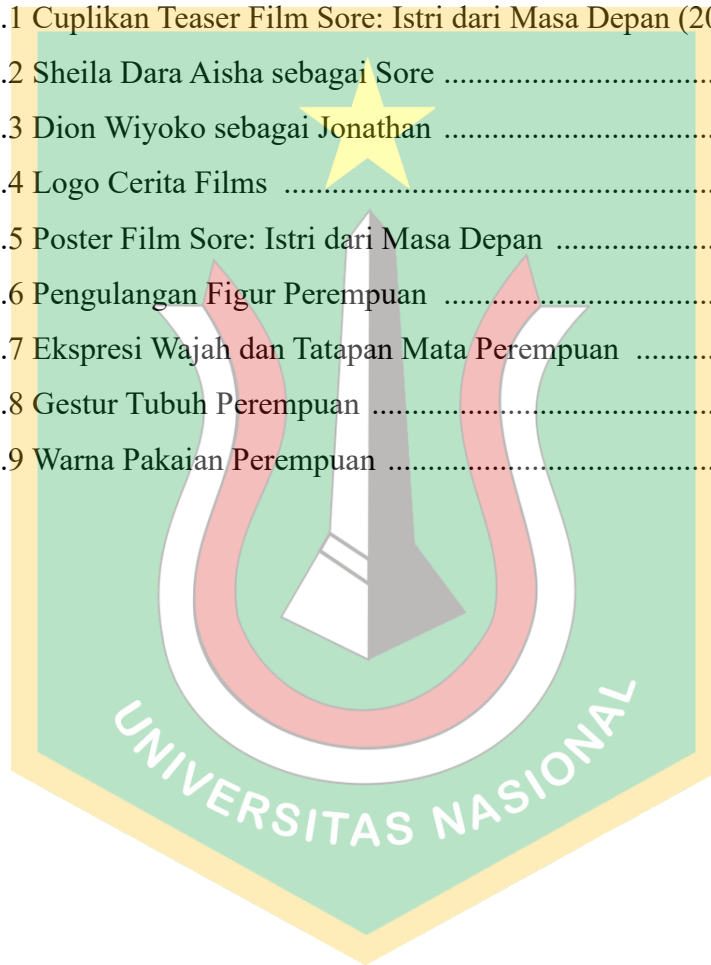 .1 Cuplikan Teaser Film Sore: Istri dari Masa Depan (20
.2 Sheila Dara Aisha sebagai Sore ..................................
.3 Dion Wiyoko sebagai Jonathan ....................................
.4 Logo Cerita Films ......................................................
.5 Poster Film Sore: Istri dari Masa Depan ....................
.6 Pengulangan Figur Perempuan ...................................
.7 Ekspresi Wajah dan Tatapan Mata Perempuan ..........
.8 Gestur Tubuh Perempuan ............................................
.9 Warna Pakaian Perempuan ..........................................
UNIVERSITAS NASIONAL